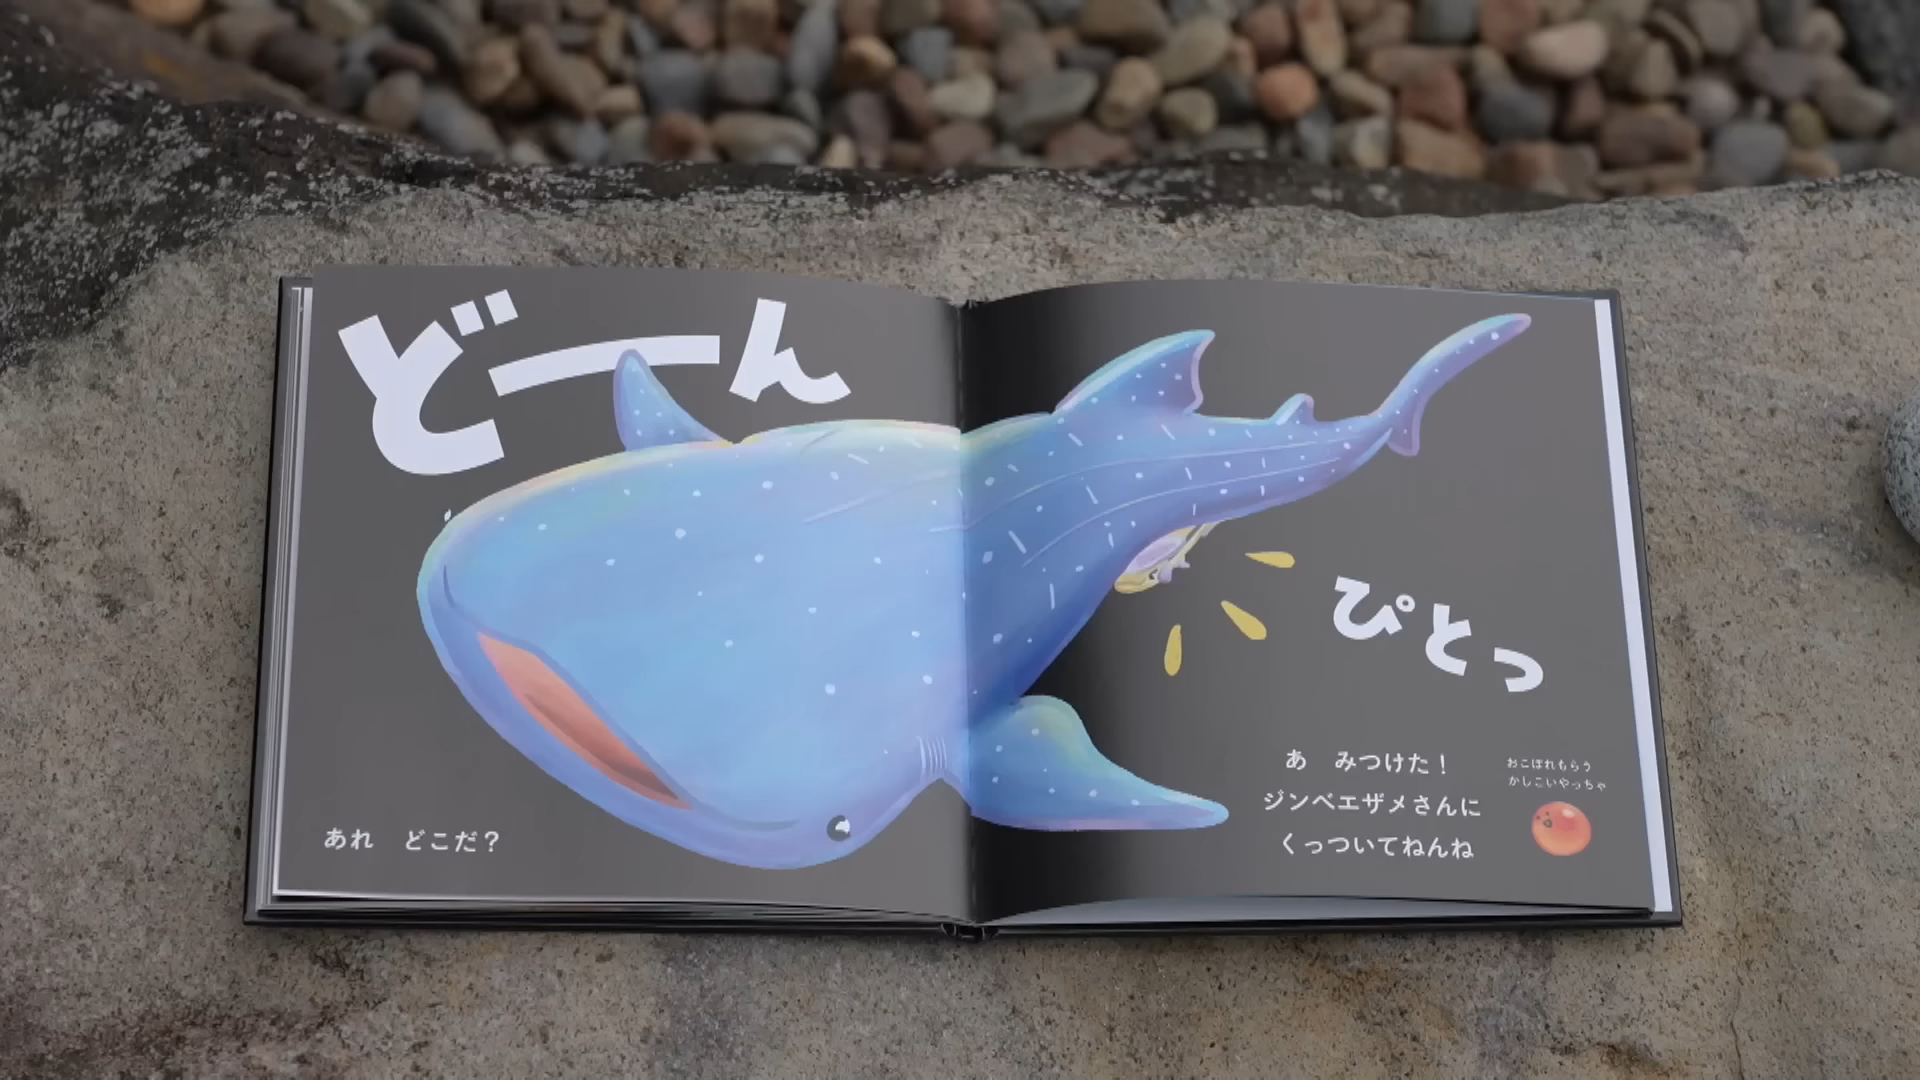 どーん
あれ　どこだ？
ぴとっ
あ　みつけた！
ジンベエザメさんに
くっついてねんね
おこぼれもらう
かしこいやっちゃ